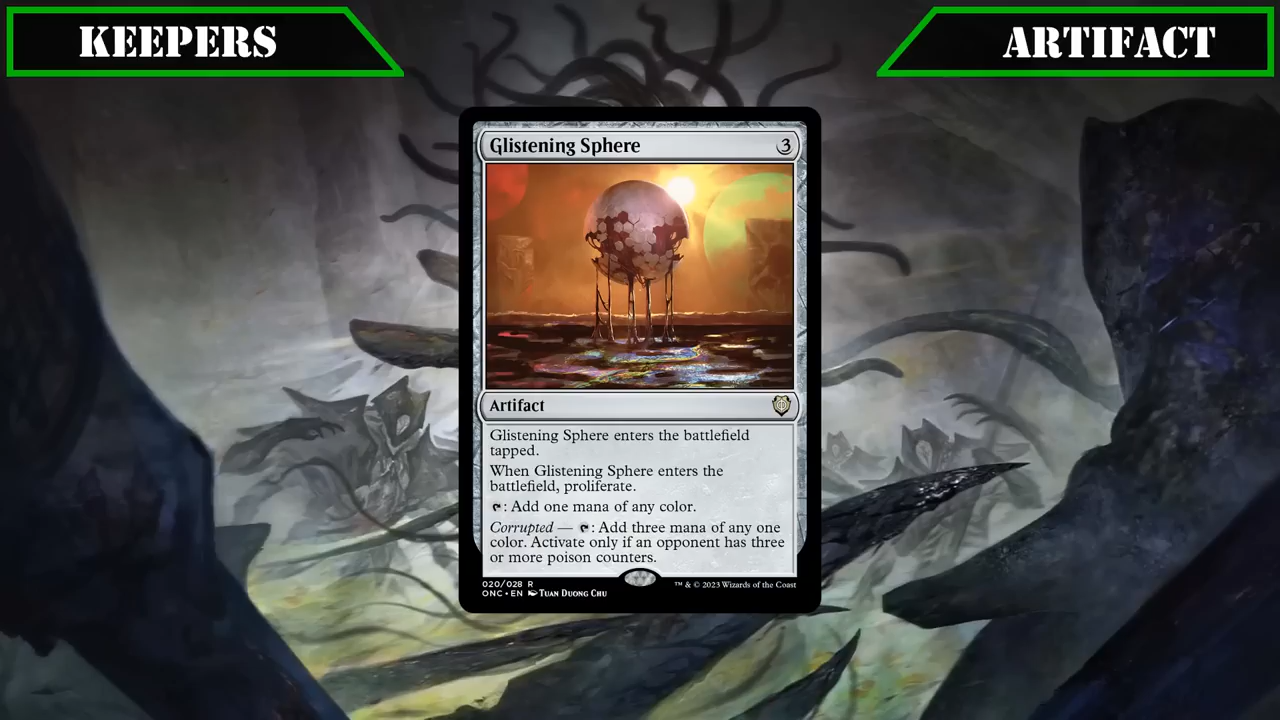 KEEPERS
ARTIFACT
Glistening Sphere 3
Artifact
Glistening Sphere enters the battlefield
tapped.
When Glistening Sphere enters the
battlefield, proliferate.
: Add one mana of any color.
Corrupted — : Add three mana of any one
color. Activate only if an opponent has three
or more poison counters.
020/028 R
ONC • EN Tuan Duong Chu
™ & © 2023 Wizards of the Coast